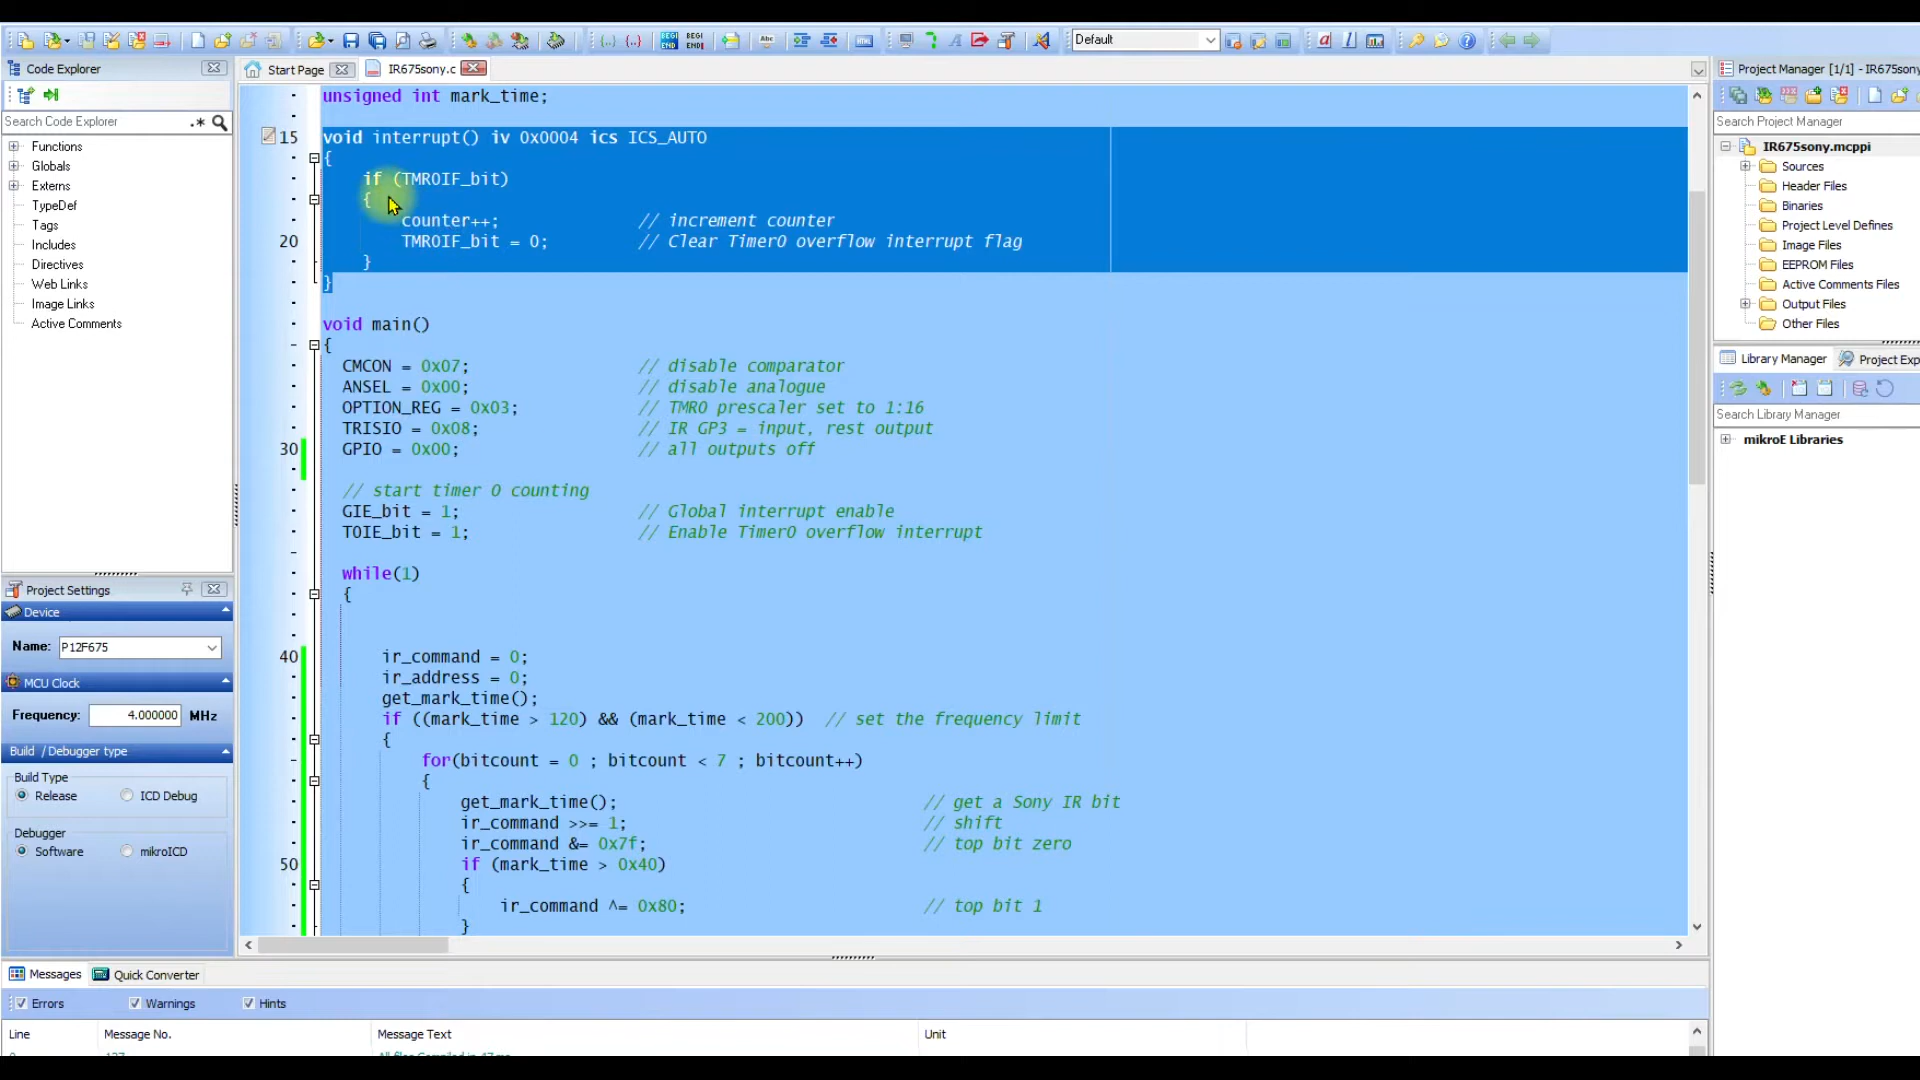 Default
Code Explorer
Start Page
IR675sony.c
Project Manager [1/1] - IR675sony
Search Code Explorer
.*
Functions
Globals
Externs
TypeDef
Tags
Includes
Directives
Web Links
Image Links
Active Comments
Project Settings
Device
Name: P12F675
MCU Clock
Frequency: 4.000000 MHz
Build / Debugger type
Build Type
Release
ICD Debug
Debugger
Software
mikroICD
unsigned int mark_time;
15 void interrupt() iv 0x0004 ics ICS_AUTO
{
if (TMR0IF_bit)
{
counter++; // increment counter
20 TMR0IF_bit = 0; // Clear Timer0 overflow interrupt flag
}
}
void main()
{
CMCON = 0x07; // disable comparator
ANSEL = 0x00; // disable analogue
OPTION_REG = 0x03; // TMR0 prescaler set to 1:16
TRISIO = 0x08; // IR GP3 = input, rest output
30 GPIO = 0x00; // all outputs off
// start timer 0 counting
GIE_bit = 1; // Global interrupt enable
T0IE_bit = 1; // Enable Timer0 overflow interrupt
while(1)
{
40 ir_command = 0;
ir_address = 0;
get_mark_time();
if ((mark_time > 120) && (mark_time < 200)) // set the frequency limit
{
for(bitcount = 0 ; bitcount < 7 ; bitcount++)
{
get_mark_time(); // get a Sony IR bit
ir_command >>= 1; // shift
ir_command &= 0x7f; // top bit zero
50 if (mark_time > 0x40)
{
ir_command ^= 0x80; // top bit 1
}
Search Project Manager
IR675sony.mcppi
Sources
Header Files
Binaries
Project Level Defines
Image Files
EEPROM Files
Active Comments Files
Output Files
Other Files
Library Manager
Project Exp
Search Library Manager
mikroE Libraries
Messages
Quick Converter
Errors
Warnings
Hints
Line
Message No.
Message Text
Unit